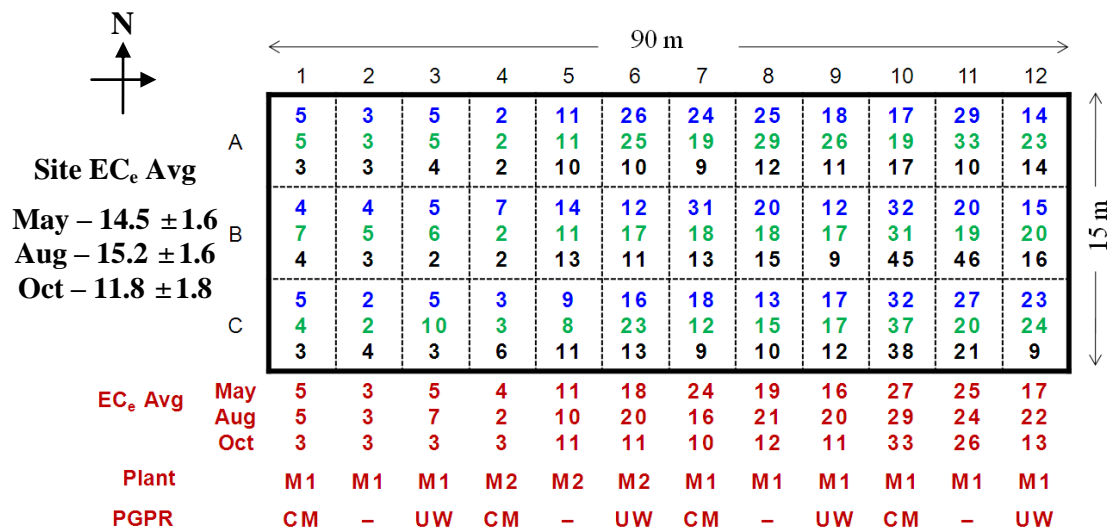 N
90 m
1 2 3 4 5 6 7 8 9 10 11 12
5 3 5 2 11 26 24 25 18 17 29 14
A 5 3 5 2 11 25 19 29 26 19 33 23
3 3 4 2 10 10 9 12 11 17 10 14
Site ECe Avg
May – 14.5 ±1.6
Aug – 15.2 ±1.6
Oct – 11.8 ±1.8
4 4 5 7 14 12 31 20 12 32 20 15
B 7 5 6 2 11 17 18 18 17 31 19 20
4 3 2 2 13 11 13 15 9 45 46 16
15 m
5 2 5 3 9 16 18 13 17 32 27 23
C 4 2 10 3 8 23 12 15 17 37 20 24
3 4 3 6 11 13 9 10 12 38 21 9
ECe Avg May 5 3 5 4 11 18 24 19 16 27 25 17
Aug 5 3 7 2 10 20 16 21 20 29 24 22
Oct 3 3 3 3 11 11 10 12 11 33 26 13
Plant M1 M1 M1 M2 M2 M2 M1 M1 M1 M1 M1 M1
PGPR CM – UW CM – UW CM – UW CM – UW